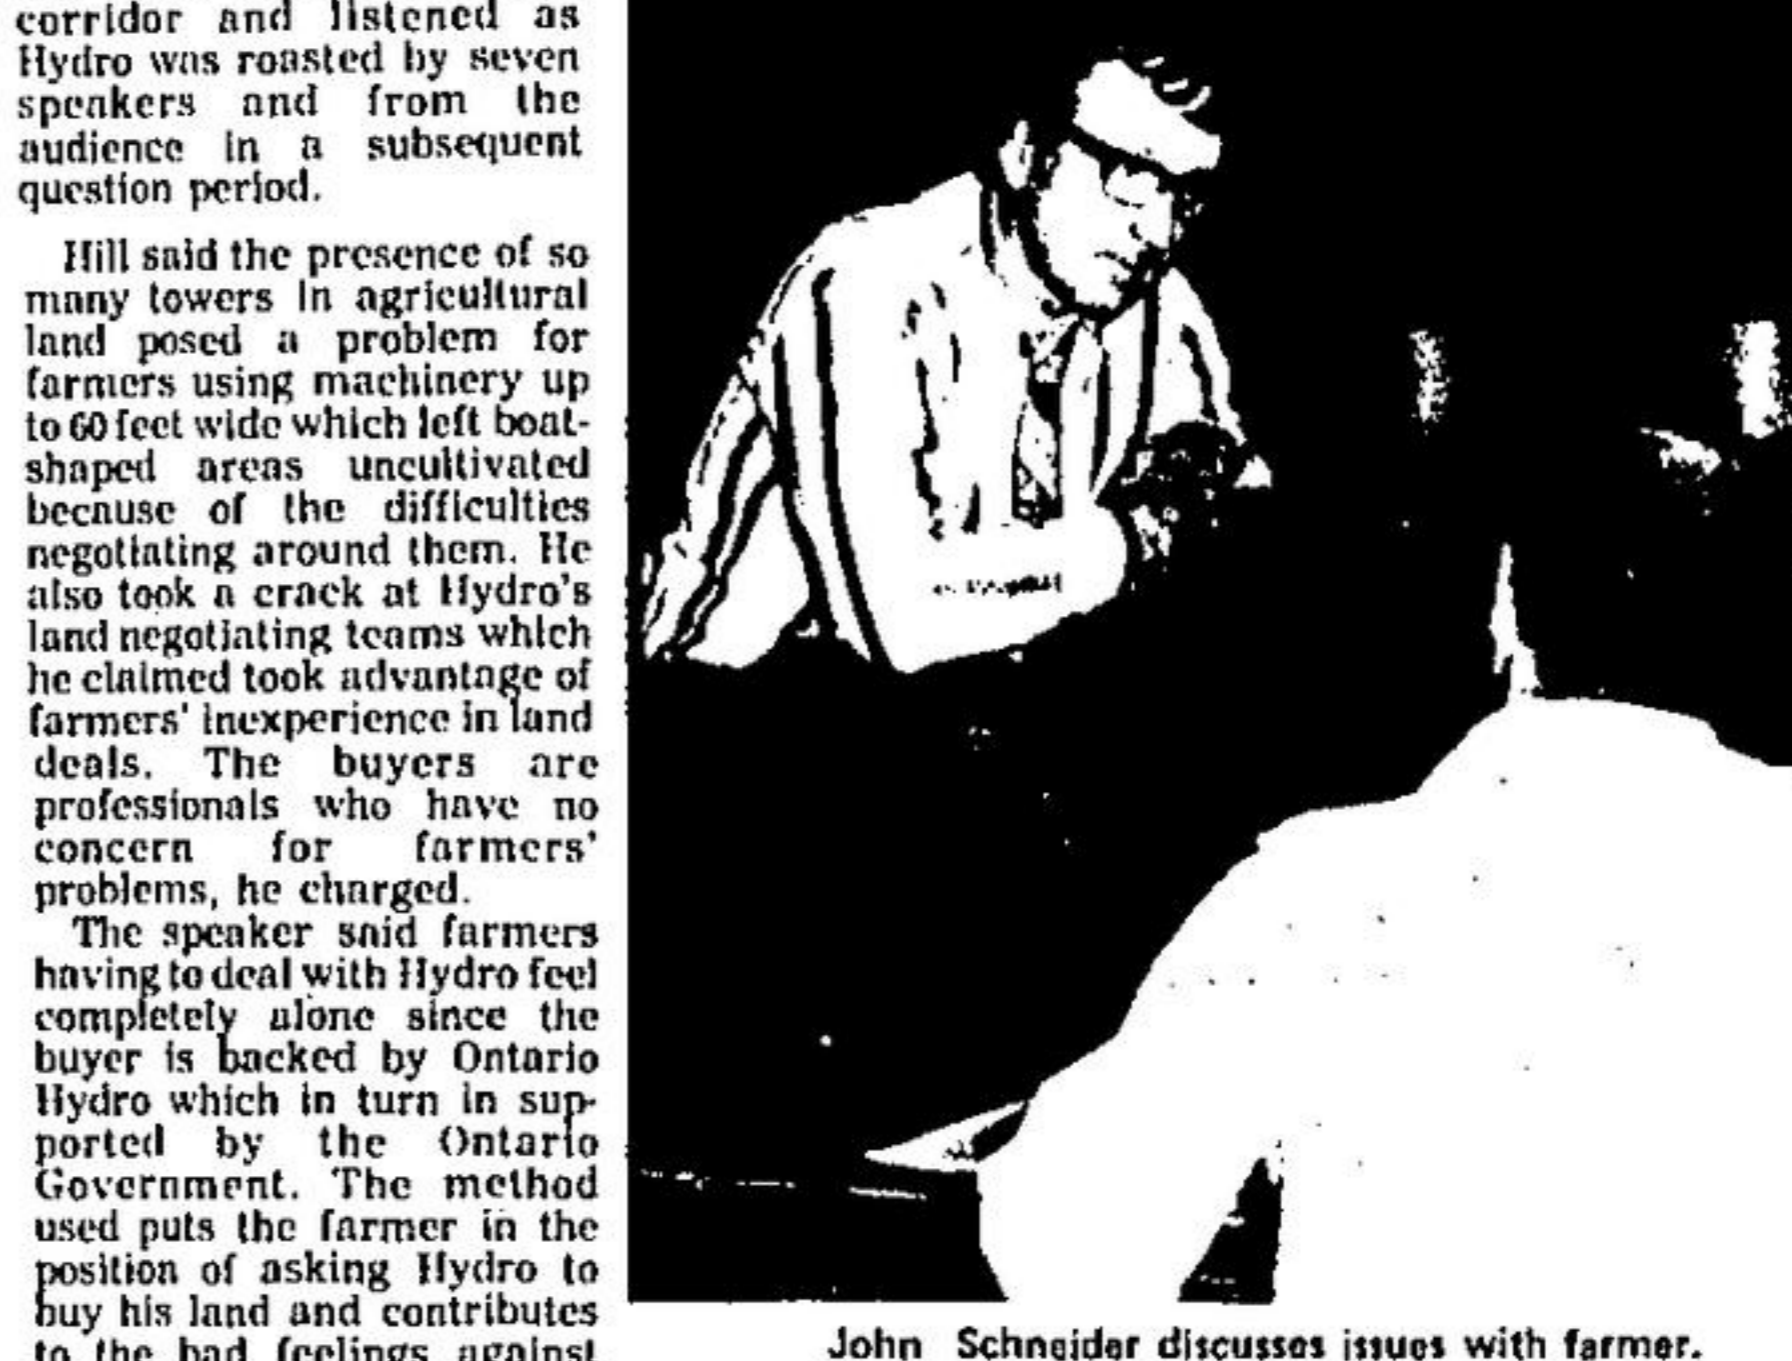 corridor and listened as
Hydro was roasted by seven
speakers and from the
audience in a subsequent
question period.
Hill said the presence of so
many towers in agricultural
land posed a problem for
farmers using machinery up
to 60 feet wide which left boat-
shaped areas uncultivated
because of the difficulties
negotiating around them. He
also took a crack at Hydro's
land negotiating teams which
he claimed took advantage of
farmers' inexperience in land
deals. The buyers are
professionals who have no
concern for farmers'
problems, he charged.
The speaker said farmers
having to deal with Hydro feel
completely alone since the
buyer is backed by Ontario
Hydro which in turn in sup-
ported by the Ontario
Government. The method
used puts the farmer in the
position of asking Hydro to
buy his land and contributes
to the bad feelings against
John Schneider discusses issues with farmer.